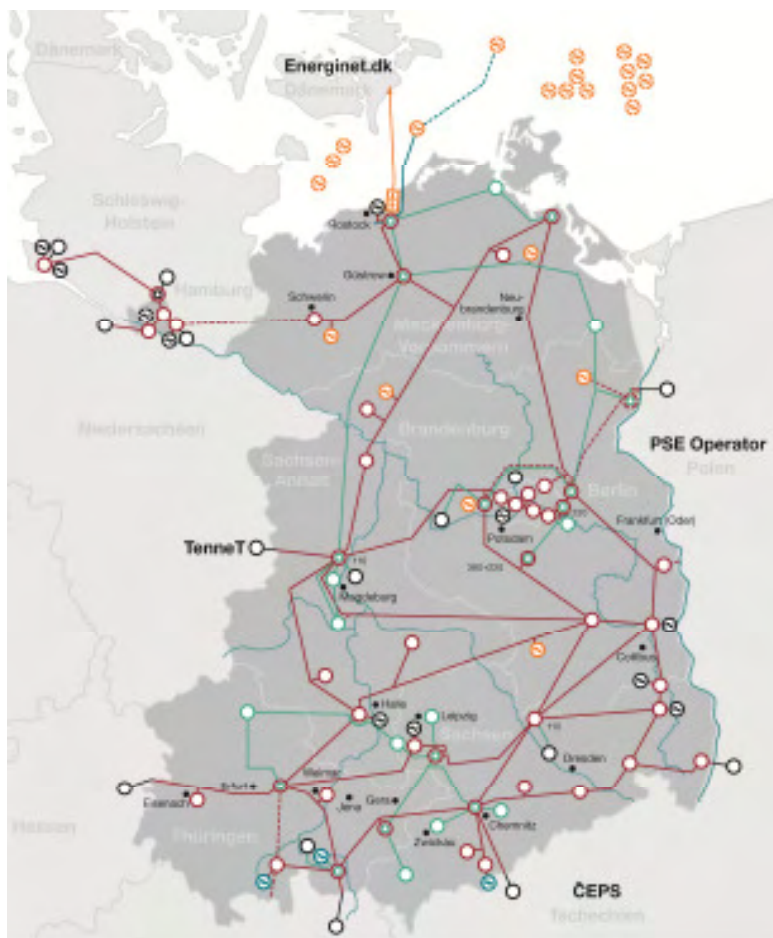 Dänemark
Energinet.dk
Dänemark
Schleswig-
Holstein
Rostock
Hamburg
Güstrow
Schwerin
Neu-
brandenburg
Mecklenburg-
Vorpommern
Niedersachsen
Brandenburg
PSE Operator
Polen
Sachsen-
Anhalt
Berlin
Frankfurt (Oder)
Potsdam
TenneT
Magdeburg
Cottbus
Halle
Leipzig
Sachsen
Dresden
Weimar
Erfurt
Eisenach
Jena
Gera
Hessen
Thüringen
Zwickau
Chemnitz
ČEPS
Tschechien